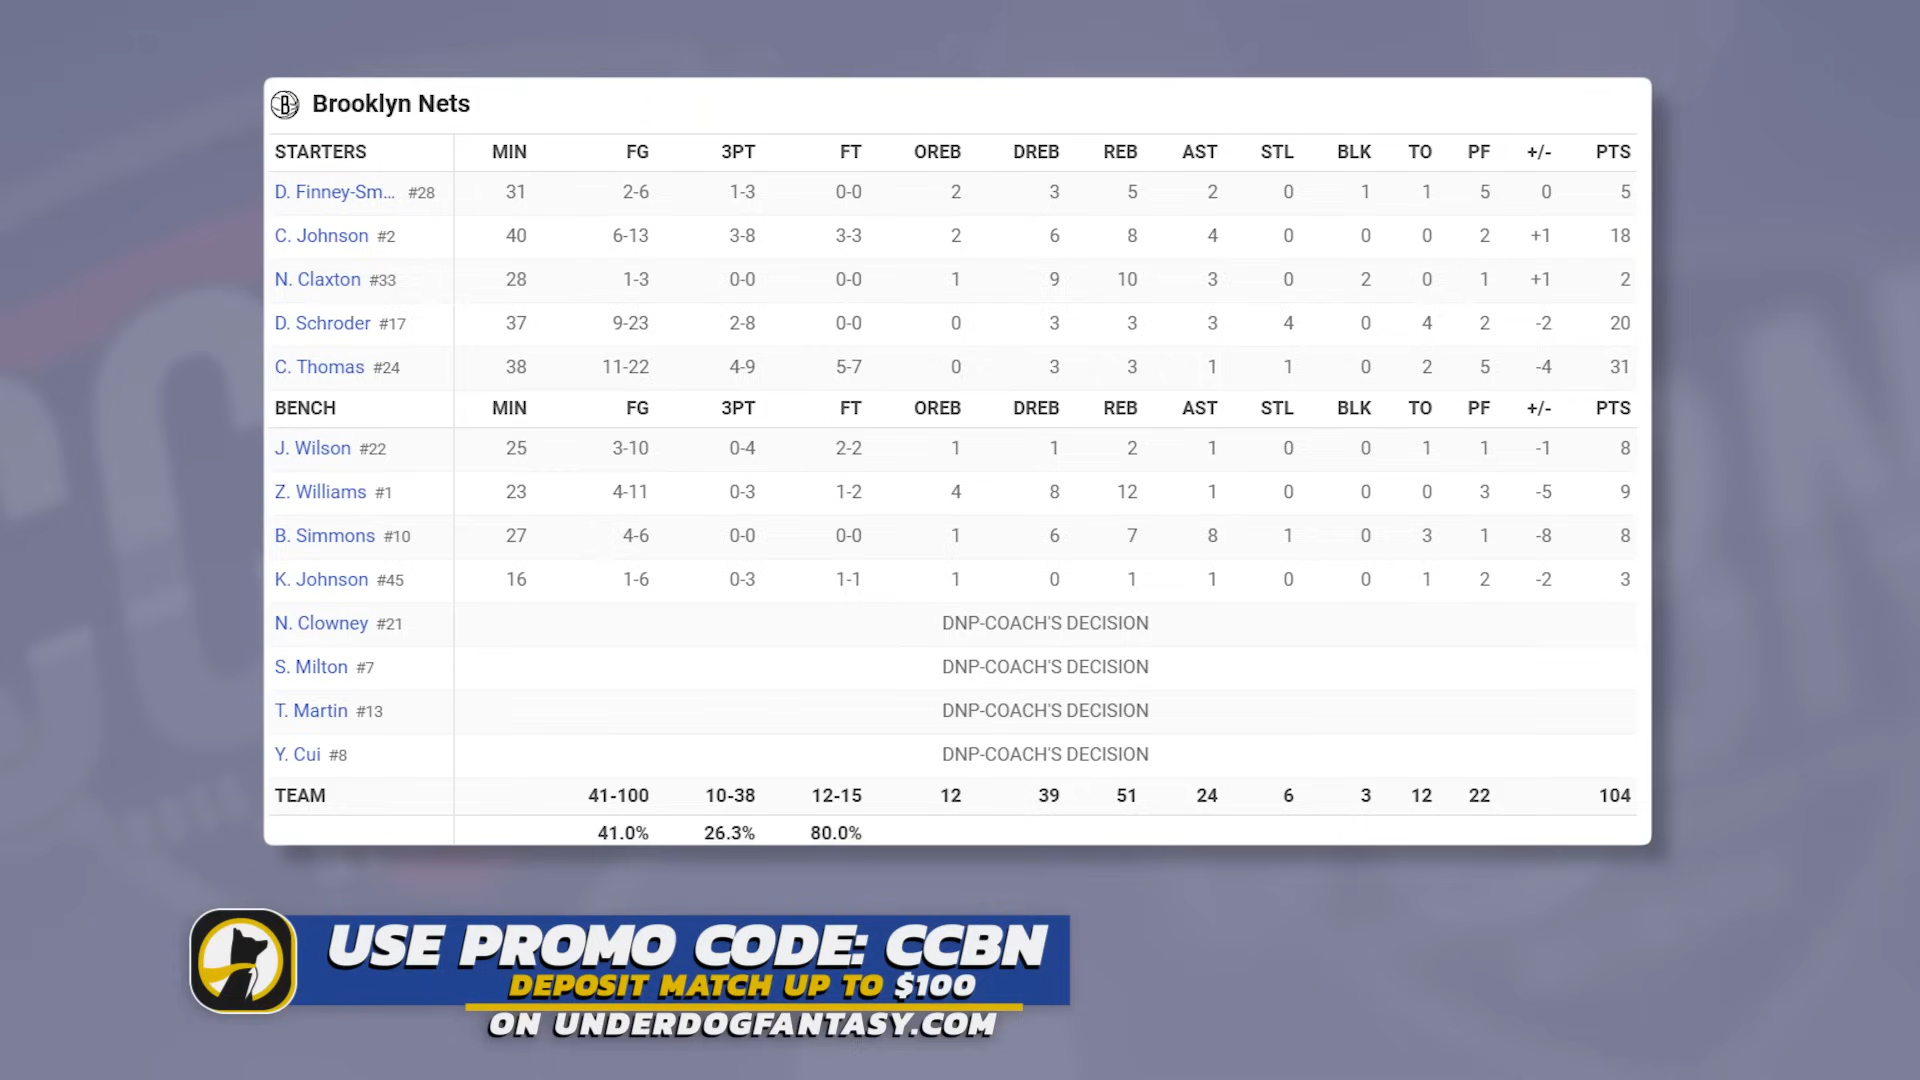 Brooklyn Nets
STARTERS MIN FG 3PT FT OREB DREB REB AST STL BLK TO PF +/- PTS
D. Finney-Sm... #28 31 2-6 1-3 0-0 2 3 5 2 0 1 1 5 0 5
C. Johnson #2 40 6-13 3-8 3-3 2 6 8 4 0 0 0 2 +1 18
N. Claxton #33 28 1-3 0-0 0-0 1 9 10 3 0 2 0 1 +1 2
D. Schroder #17 37 9-23 2-8 0-0 0 3 3 3 4 0 4 2 -2 20
C. Thomas #24 38 11-22 4-9 5-7 0 3 3 1 1 0 2 5 -4 31
BENCH MIN FG 3PT FT OREB DREB REB AST STL BLK TO PF +/- PTS
J. Wilson #22 25 3-10 0-4 2-2 1 1 2 1 0 0 1 1 -1 8
Z. Williams #1 23 4-11 0-3 1-2 4 8 12 1 0 0 0 3 -5 9
B. Simmons #10 27 4-6 0-0 0-0 1 6 7 8 1 0 3 1 -8 8
K. Johnson #45 16 1-6 0-3 1-1 1 0 1 1 0 0 1 2 -2 3
N. Clowney #21 DNP-COACH'S DECISION
S. Milton #7 DNP-COACH'S DECISION
T. Martin #13 DNP-COACH'S DECISION
Y. Cui #8 DNP-COACH'S DECISION
TEAM 41-100 10-38 12-15 12 39 51 24 6 3 12 22 104
41.0% 26.3% 80.0%
USE PROMO CODE: CCBN
DEPOSIT MATCH UP TO $100
ON UNDERDOGFANTASY.COM